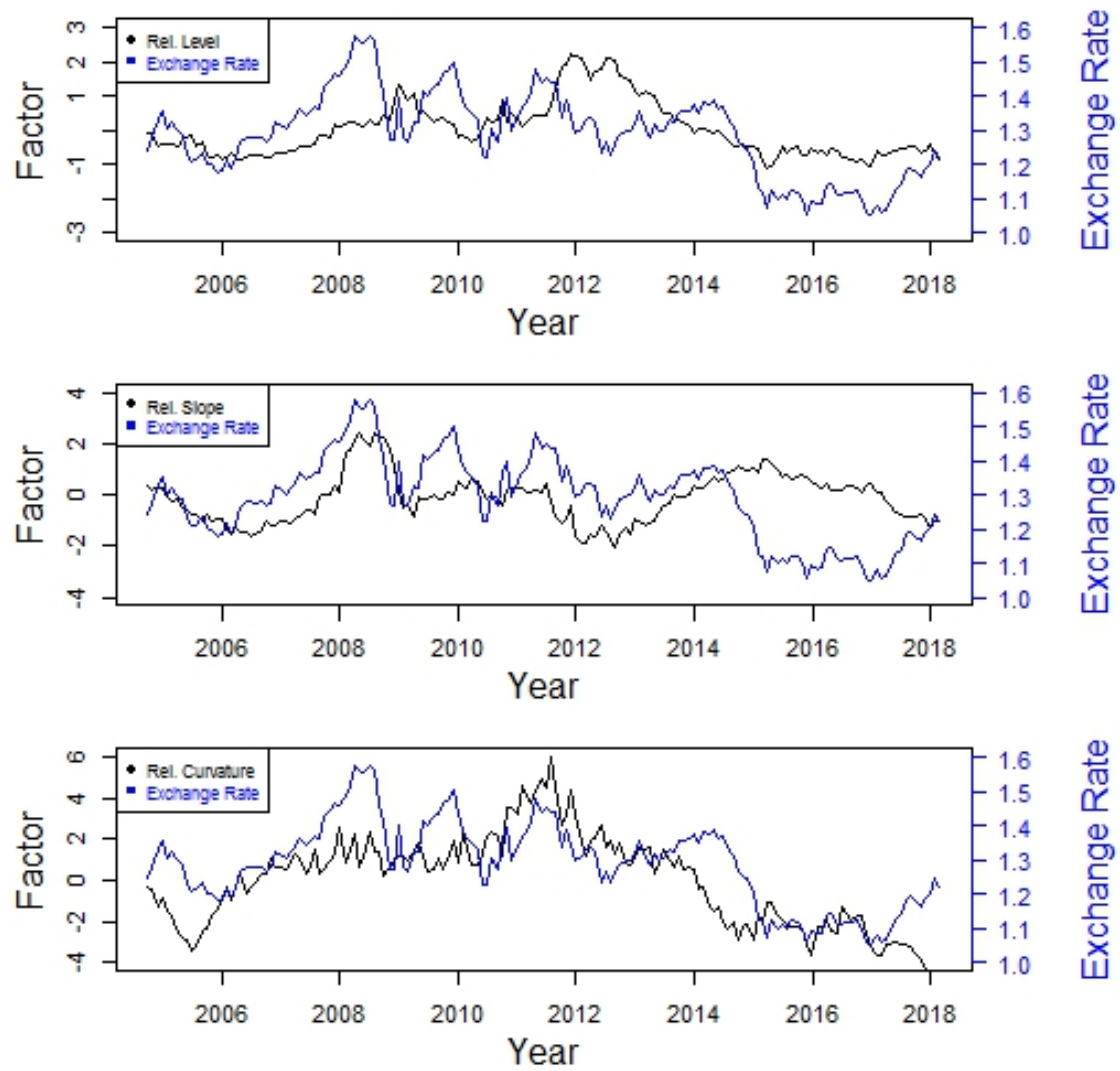 3
2
1
-1
-3
Factor
Rel. Level
Exchange Rate
1.6
1.5
1.4
1.3
1.2
1.1
1.0
Exchange Rate
2006 2008 2010 2012 2014 2016 2018
Year
4
2
0
-2
-4
Factor
Rel. Slope
Exchange Rate
1.6
1.5
1.4
1.3
1.2
1.1
1.0
Exchange Rate
2006 2008 2010 2012 2014 2016 2018
Year
6
4
2
0
-2
-4
Factor
Rel. Curvature
Exchange Rate
1.6
1.5
1.4
1.3
1.2
1.1
1.0
Exchange Rate
2006 2008 2010 2012 2014 2016 2018
Year